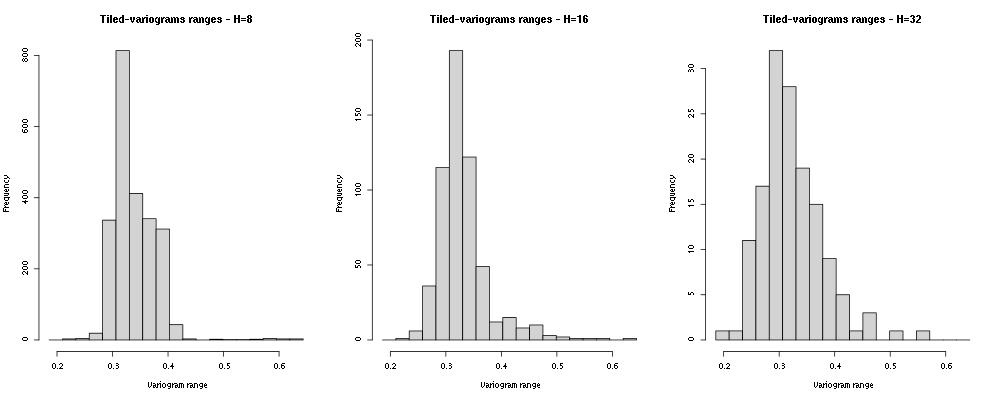 Tiled-variograms ranges - H=8
Frequency
800
600
400
200
0
0.2 0.3 0.4 0.5 0.6
Variogram range
Tiled-variograms ranges - H=16
Frequency
200
150
100
50
0
0.2 0.3 0.4 0.5 0.6
Variogram range
Tiled-variograms ranges - H=32
Frequency
30
25
20
15
10
5
0
0.2 0.3 0.4 0.5 0.6
Variogram range